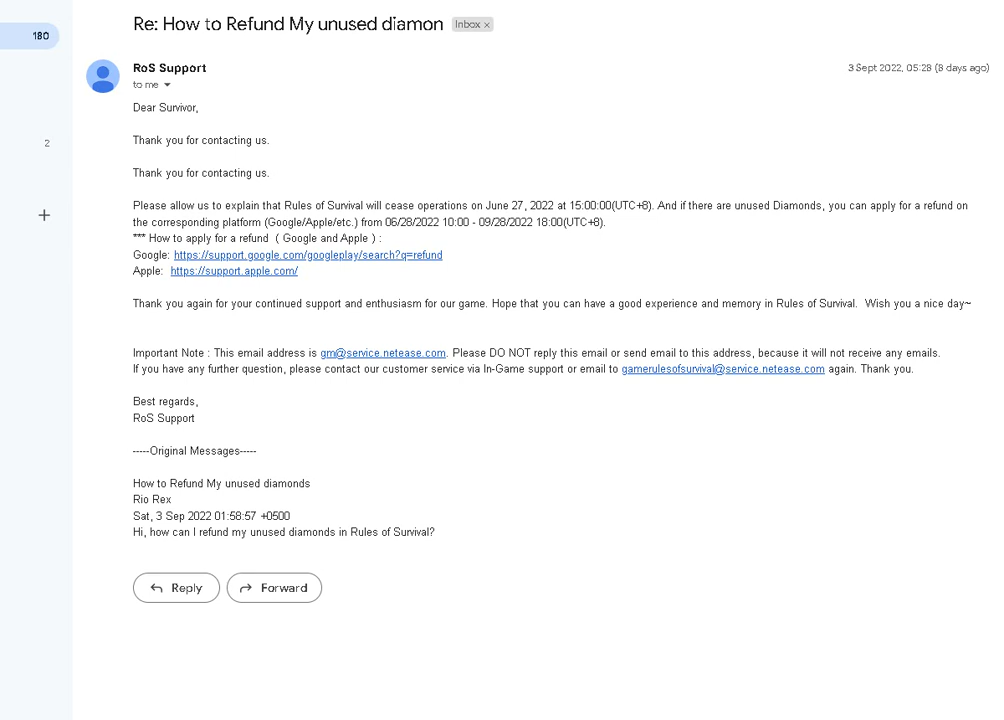 Re: How to Refund My unused diamon Inbox ×
180
RoS Support
3 Sept 2022, 05:28 (8 days ago)
to me
Dear Survivor,
2
Thank you for contacting us.
Thank you for contacting us.
Please allow us to explain that Rules of Survival will cease operations on June 27, 2022 at 15:00:00(UTC+8). And if there are unused Diamonds, you can apply for a refund on
the corresponding platform (Google/Apple/etc.) from 06/28/2022 10:00 - 09/28/2022 18:00(UTC+8).
*** How to apply for a refund ( Google and Apple ) :
Google: https://support.google.com/googleplay/search?q=refund
Apple: https://support.apple.com/
Thank you again for your continued support and enthusiasm for our game. Hope that you can have a good experience and memory in Rules of Survival. Wish you a nice day~
Important Note : This email address is gm@service.netease.com. Please DO NOT reply this email or send email to this address, because it will not receive any emails.
If you have any further question, please contact our customer service via In-Game support or email to gamerulesofsurvival@service.netease.com again. Thank you.
Best regards,
RoS Support
-----Original Messages-----
How to Refund My unused diamonds
Rio Rex
Sat, 3 Sep 2022 01:58:57 +0500
Hi, how can I refund my unused diamonds in Rules of Survival?
Reply
Forward